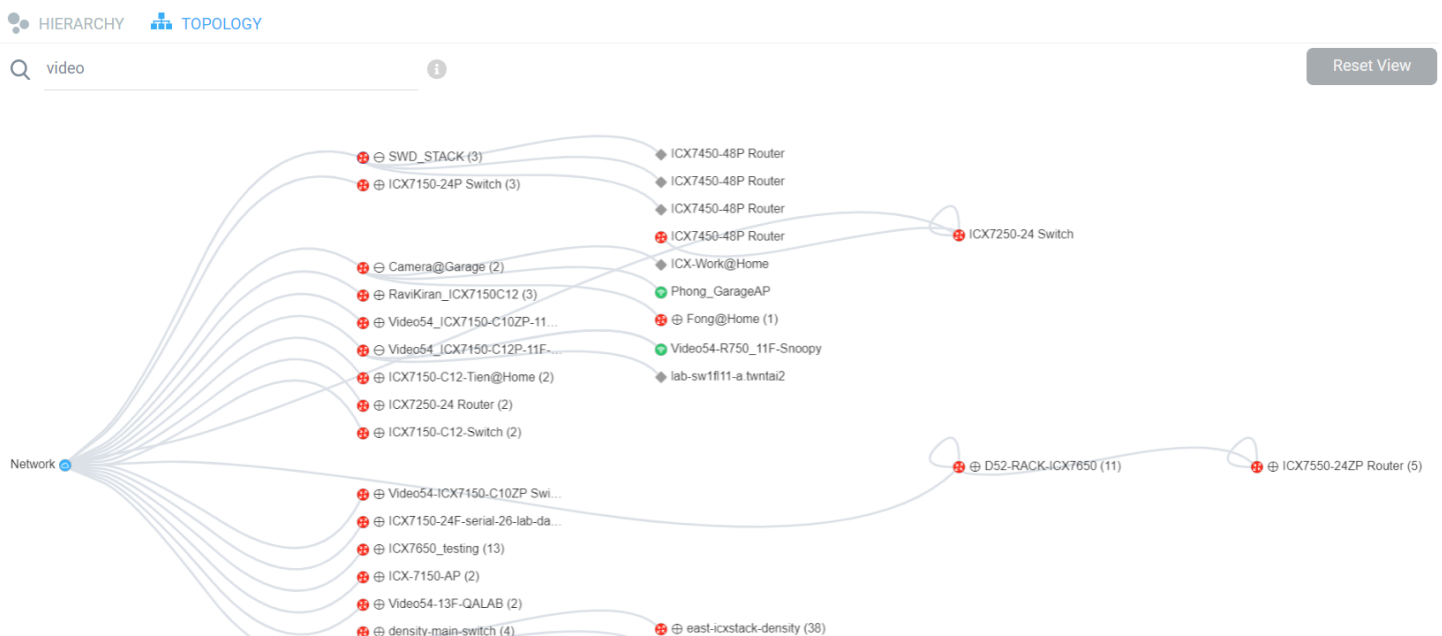 HIERARCHY TOPOLOGY
video
Reset View
SWD_STACK (3)
ICX7150-24P Switch (3)
Camera@Garage (2)
RaviKiran_ICX7150C12 (3)
Video54_ICX7150-C10ZP-11...
Video54_ICX7150-C12P-11F-...
ICX7150-C12-Tien@Home (2)
ICX7250-24 Router (2)
ICX7150-C12-Switch (2)
Network
Video54-ICX7150-C10ZP Swi...
ICX7150-24F-serial-26-lab-da...
ICX7650_testing (13)
ICX-7150-AP (2)
Video54-13F-QALAB (2)
density-main-switch (4)
ICX7450-48P Router
ICX7450-48P Router
ICX7450-48P Router
ICX7450-48P Router
ICX-Work@Home
Phong_GarageAP
Fong@Home (1)
Video54-R750_11F-Snoopy
lab-sw1fl11-a.twntai2
east-icxstack-density (38)
ICX7250-24 Switch
D52-RACK-ICX7650 (11)
ICX7550-24ZP Router (5)